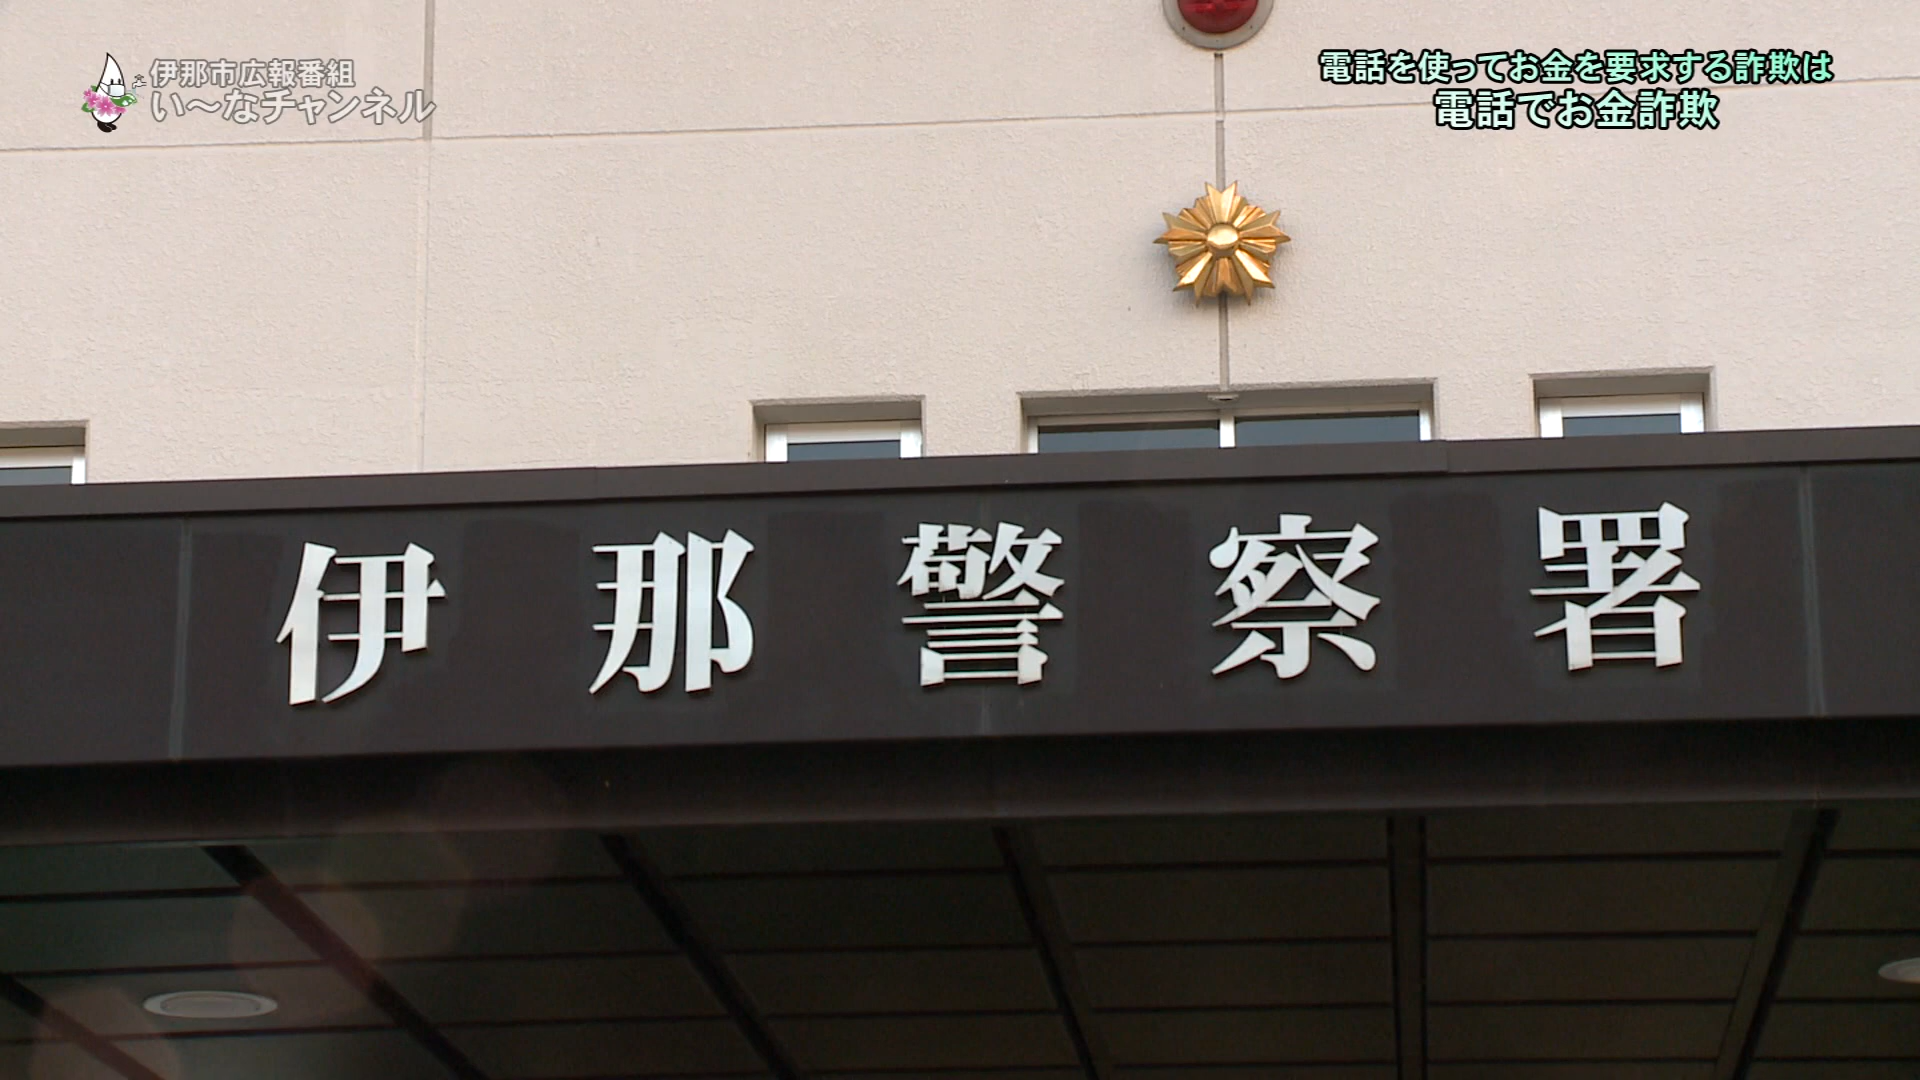 伊那市広報番組
い〜なチャンネル
電話を使ってお金を要求する詐欺は
電話でお金詐欺
伊那警察署